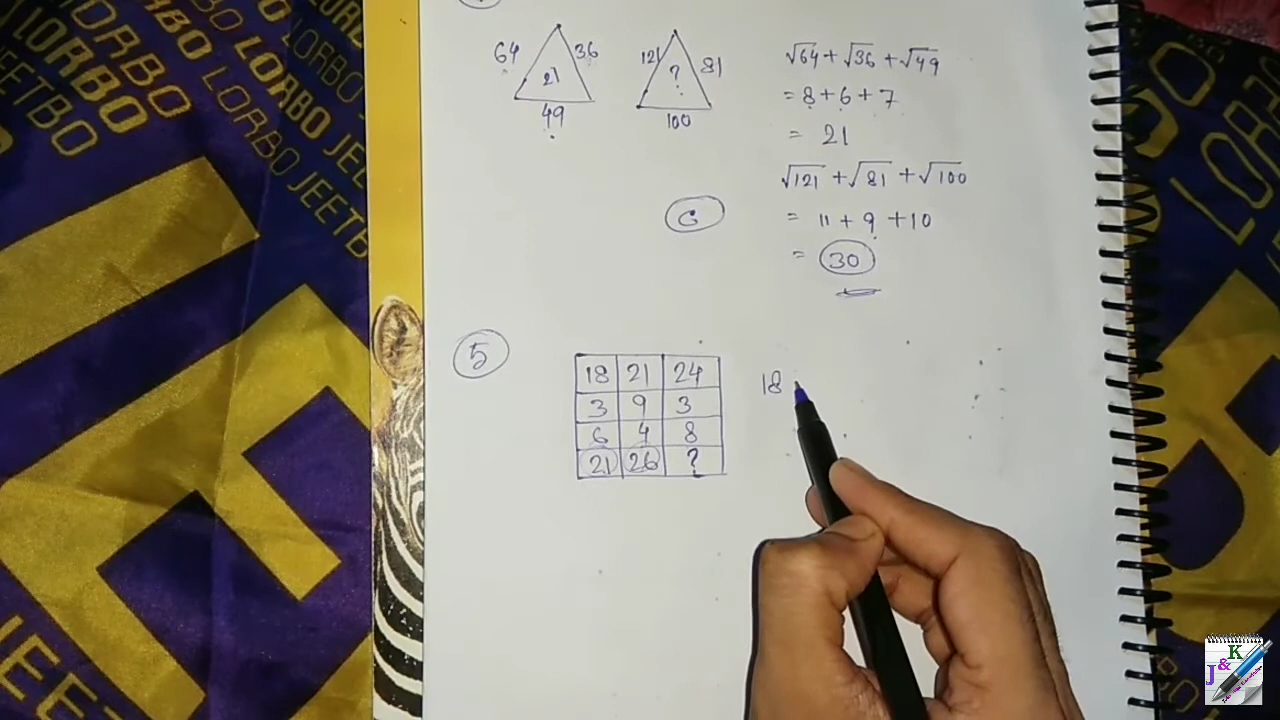 64 36
21
49
121 81
?
100
√64 + √36 + √49
= 8 + 6 + 7
= 21
√121 + √81 + √100
= 11 + 9 + 10
= 30
C
5
18 21 24
3 9 3
6 4 8
21 26 ?
18
LORBO JEETBO
LORBO
J&K